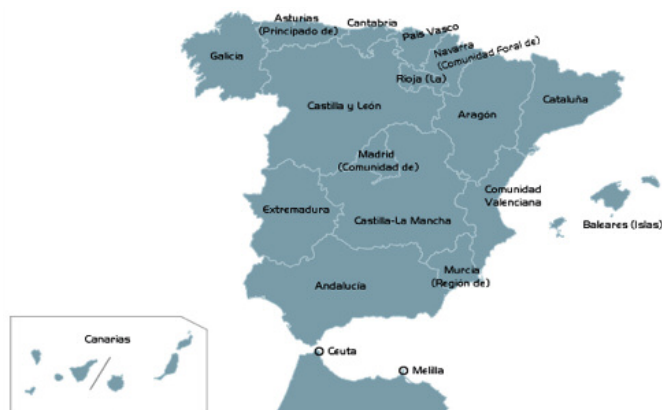 Asturias
(Principado de)
Cantabria
País Vasco
Navarra
(Comunidad Foral de)
Galicia
Rioja (La)
Castilla y León
Aragón
Cataluña
Madrid
(Comunidad de)
Comunidad
Valenciana
Extremadura
Castilla-La Mancha
Baleares (Islas)
Murcia
(Región de)
Andalucía
Canarias
Ceuta
Melilla